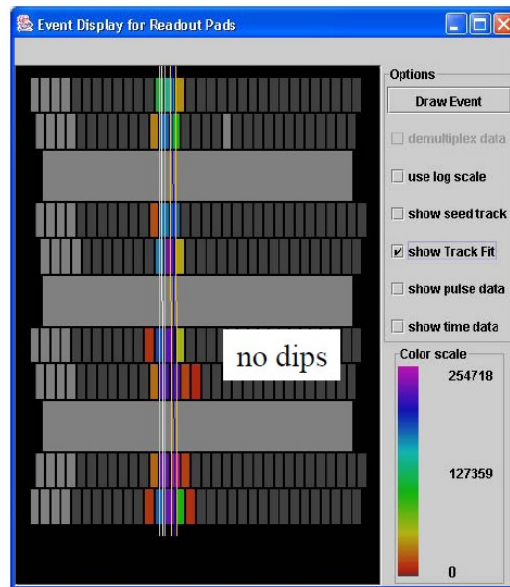 Event Display for Readout Pads
Options
Draw Event
demultiplex data
use log scale
show seed track
show Track Fit
show pulse data
show time data
no dips
Color scale
254718
127359
0